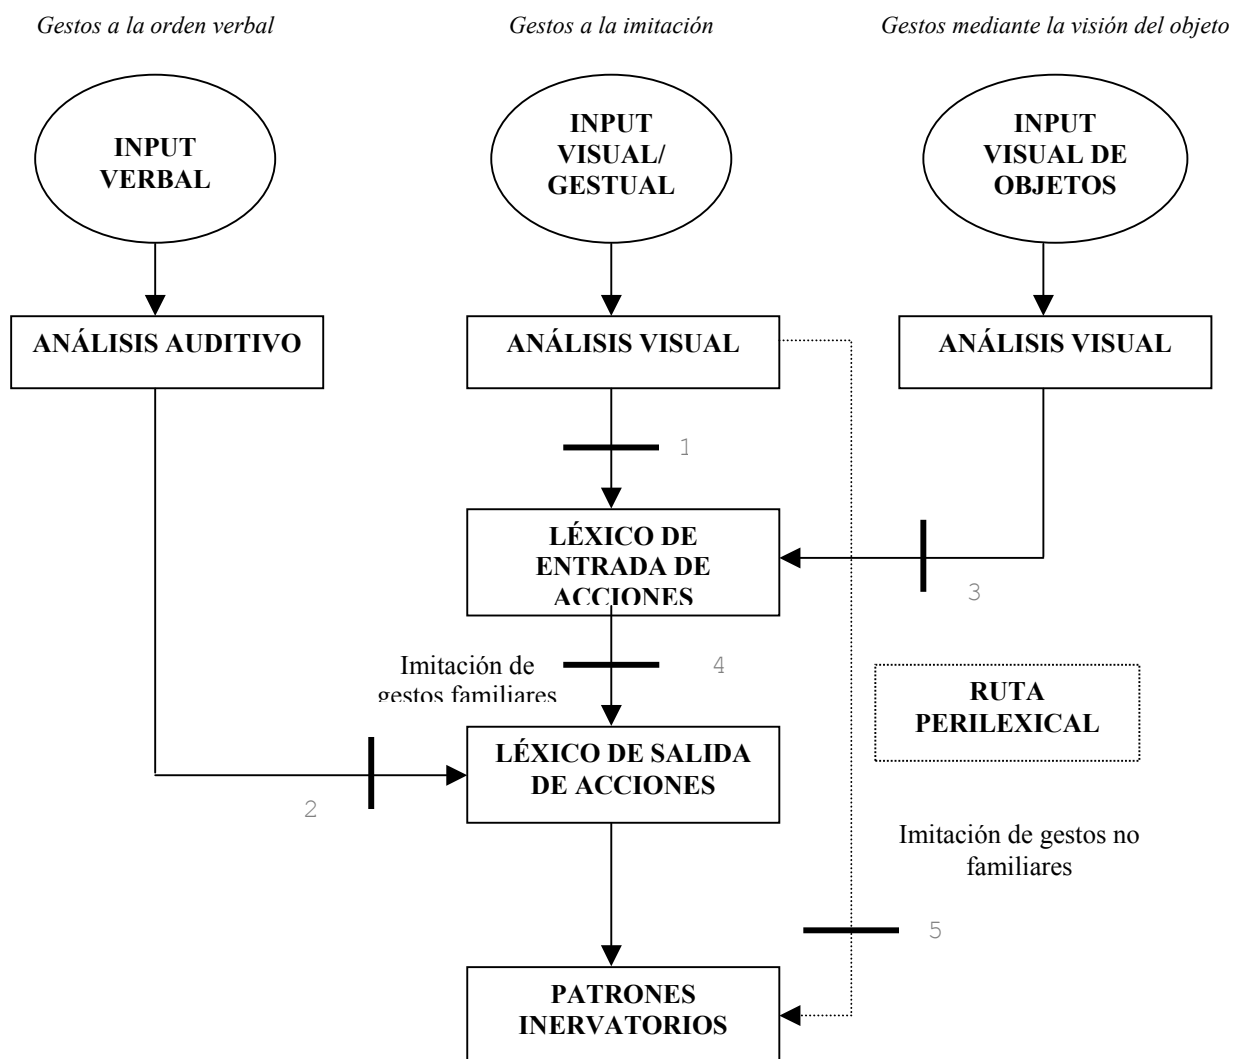 Gestos a la orden verbal
Gestos a la imitación
Gestos mediante la visión del objeto
INPUT
VERBAL
INPUT
VISUAL/
GESTUAL
INPUT
VISUAL DE
OBJETOS
ANÁLISIS AUDITIVO
ANÁLISIS VISUAL
ANÁLISIS VISUAL
1
LÉXICO DE
ENTRADA DE
ACCIONES
3
Imitación de
gestos familiares
4
RUTA
PERILEXICAL
LÉXICO DE SALIDA
DE ACCIONES
2
Imitación de gestos no
familiares
5
PATRONES
INERVATORIOS